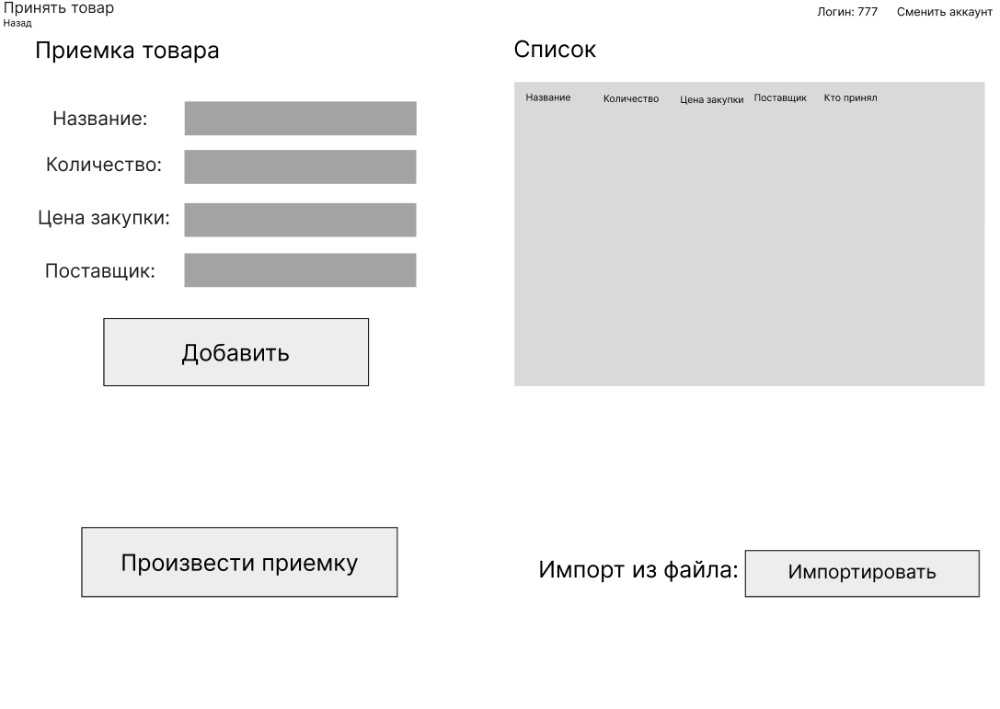 Принять товар
Назад
Логин: 777
Сменить аккаунт
Приемка товара
Название:
Количество:
Цена закупки:
Поставщик:
Добавить
Произвести приемку
Список
Название Количество Цена закупки Поставщик Кто принял
Импорт из файла:
Импортировать